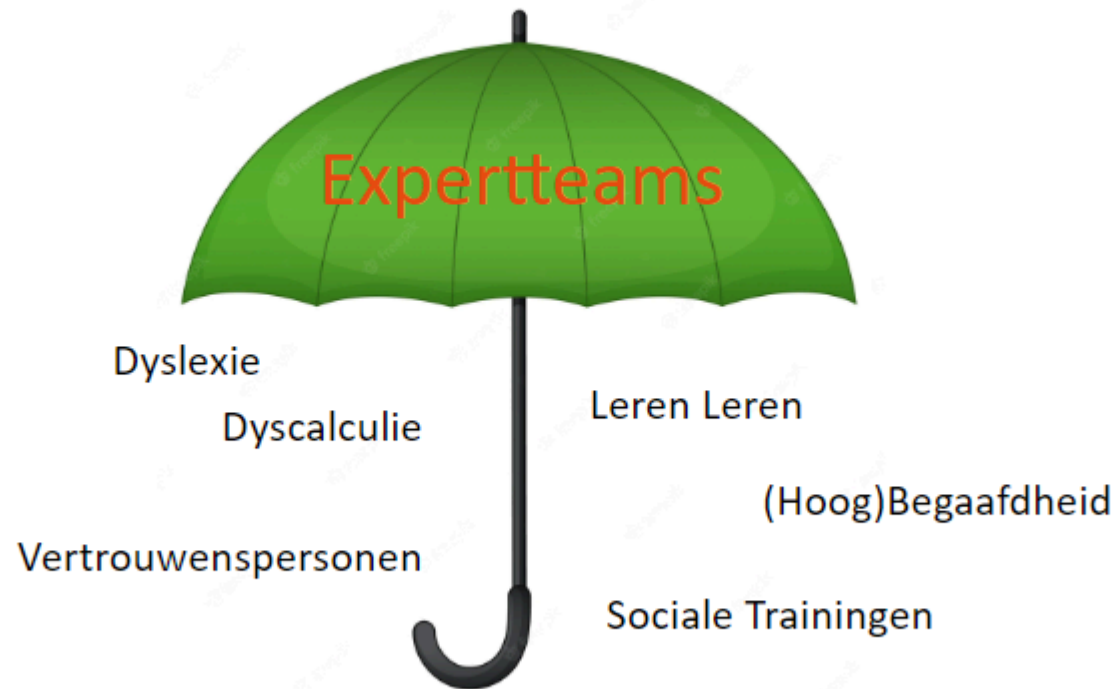 Expertteams
Dyslexie
Leren Leren
Dyscalculie
(Hoog)Begaafdheid
Vertrouwenspersonen
Sociale Trainingen